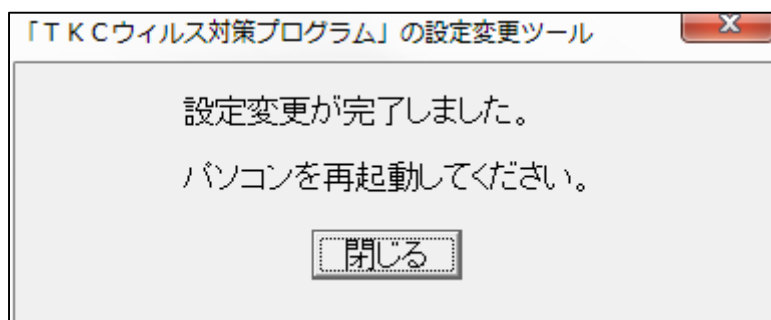 「ＴＫＣウィルス対策プログラム」の設定変更ツール
設定変更が完了しました。
パソコンを再起動してください。
閉じる